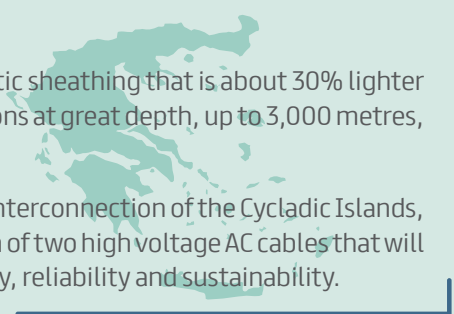 tic sheathing that is about 30% lighter
ons at great depth, up to 3,000 metres,
nterconnection of the Cycladic Islands,
n of two high voltage AC cables that will
y, reliability and sustainability.